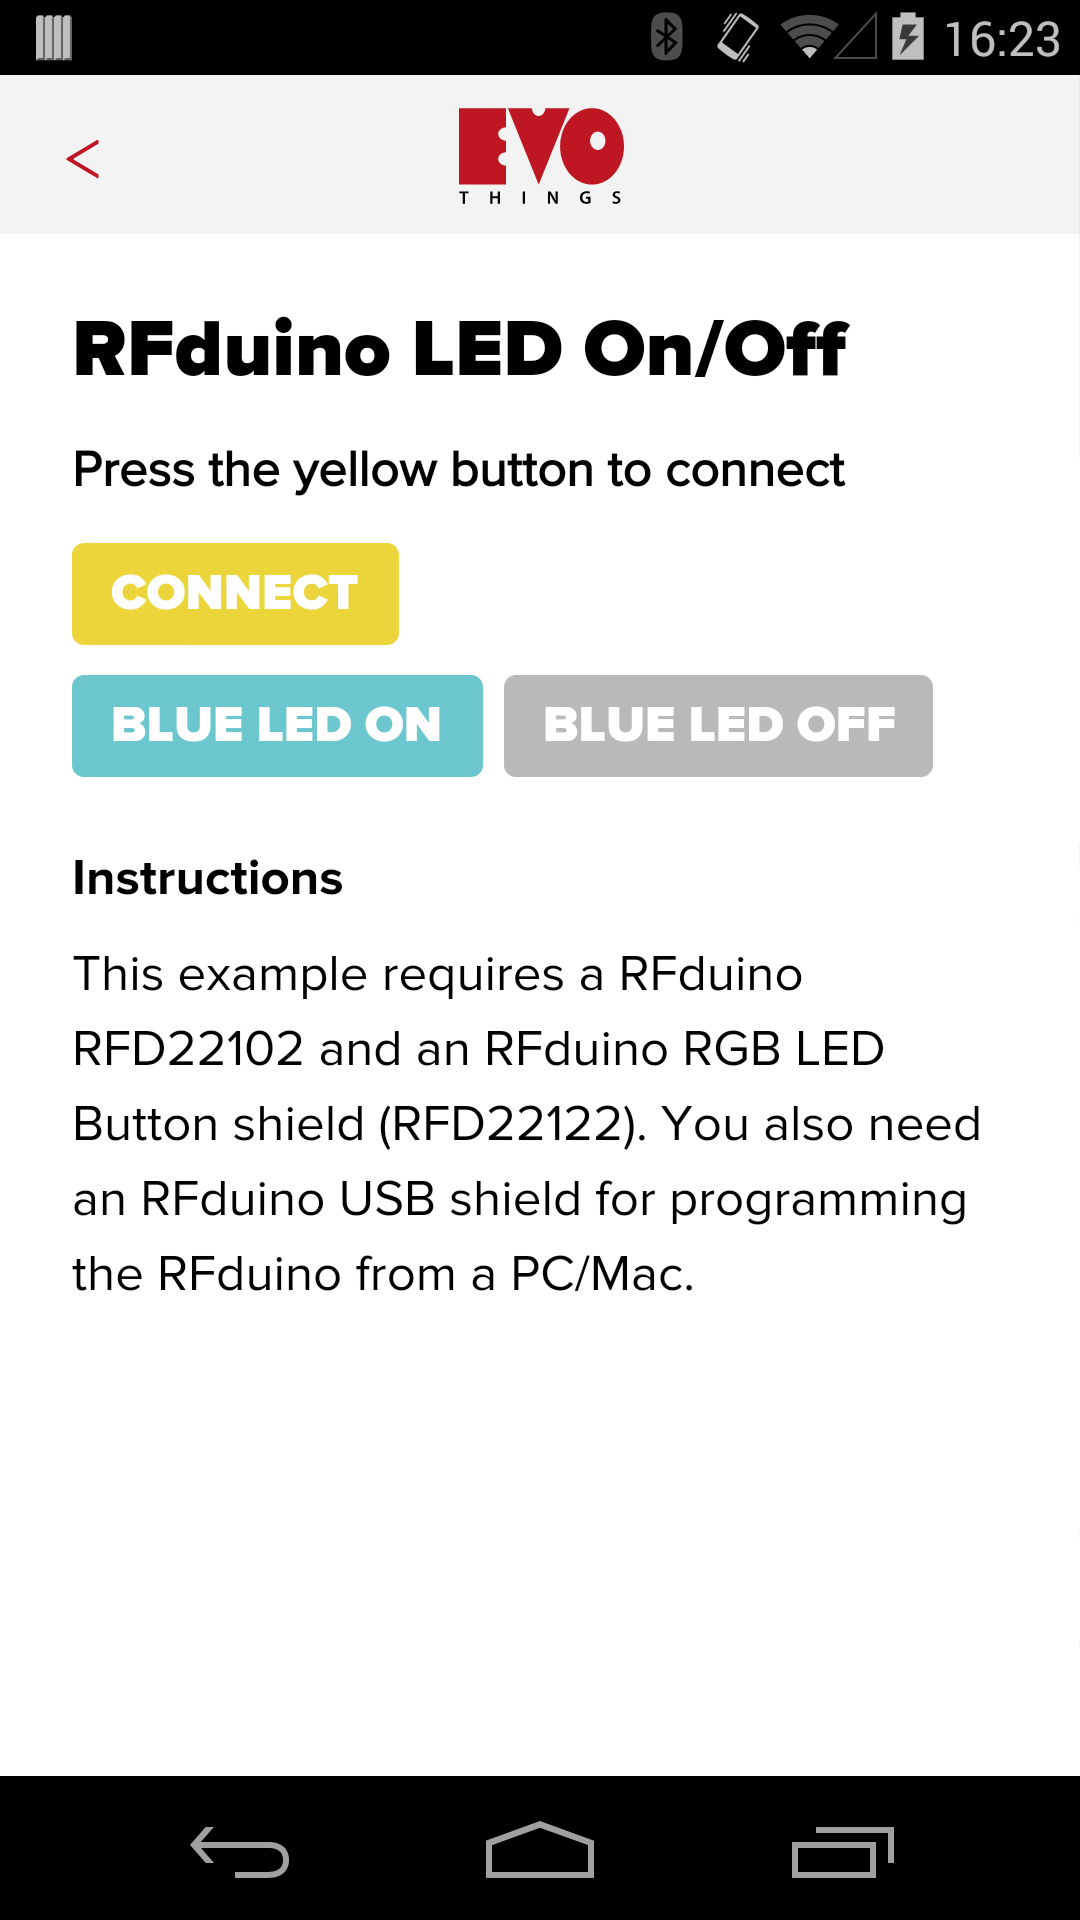 16:23
<
EVO
THINGS
RFduino LED On/Off
Press the yellow button to connect
CONNECT
BLUE LED ON BLUE LED OFF
Instructions
This example requires a RFduino
RFD22102 and an RFduino RGB LED
Button shield (RFD22122). You also need
an RFduino USB shield for programming
the RFduino from a PC/Mac.